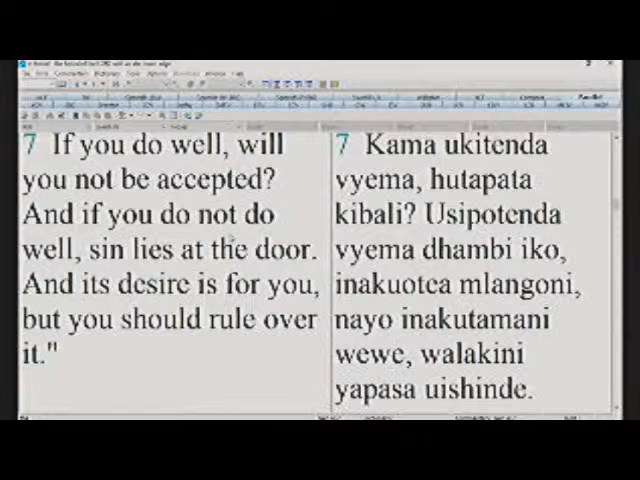 7 If you do well, will
you not be accepted?
And if you do not do
well, sin lies at the door.
And its desire is for you,
but you should rule over
it."
7 Kama ukitenda
vyema, hutapata
kibali? Usipotenda
vyema dhambi iko,
inakuotea mlangoni,
nayo inakutamani
wewe, walakini
yapasa uishinde.